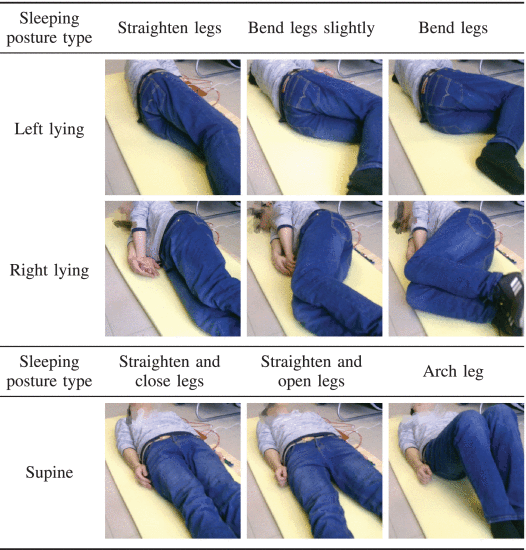 Sleeping
posture type
Straighten legs
Bend legs slightly
Bend legs
Left lying
Right lying
Sleeping
posture type
Straighten and
close legs
Straighten and
open legs
Arch leg
Supine